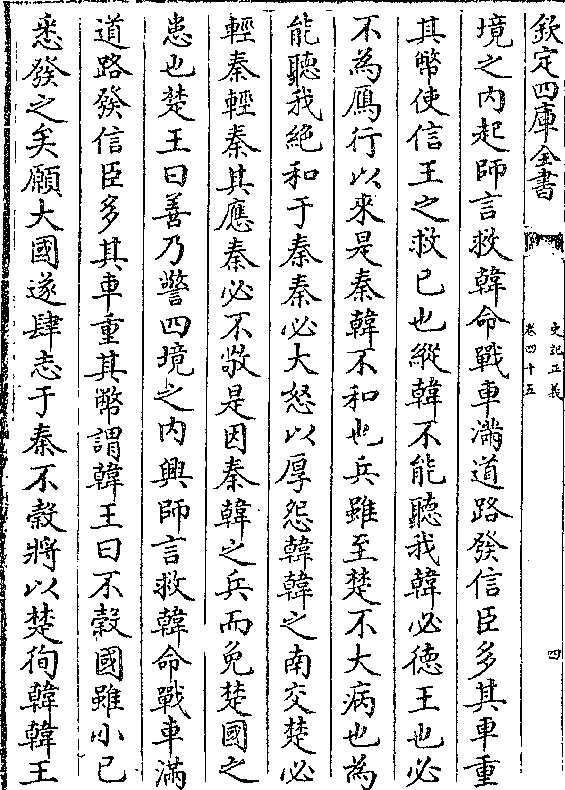 欽定四庫全書
史記正義
卷四十五
四
境之内起師言救韓命戰車滿道路發信臣多其車重
其幣使信王之救已也縱韓不能聽我韓必徳王也必
不為鴈行以來是秦韓不和也兵雖至楚不大病也為
能聽我絶和于秦秦必大怒以厚怨韓韓之南交楚必
輕秦輕秦其應秦必不敬是因秦韓之兵而免楚國之
患也楚王曰善乃警四境之内興師言救韓命戰車滿
道路發信臣多其車重其幣謂韓王曰不穀國雖小已
悉發之矣願大國遂肆志于秦不穀將以楚徇韓韓王